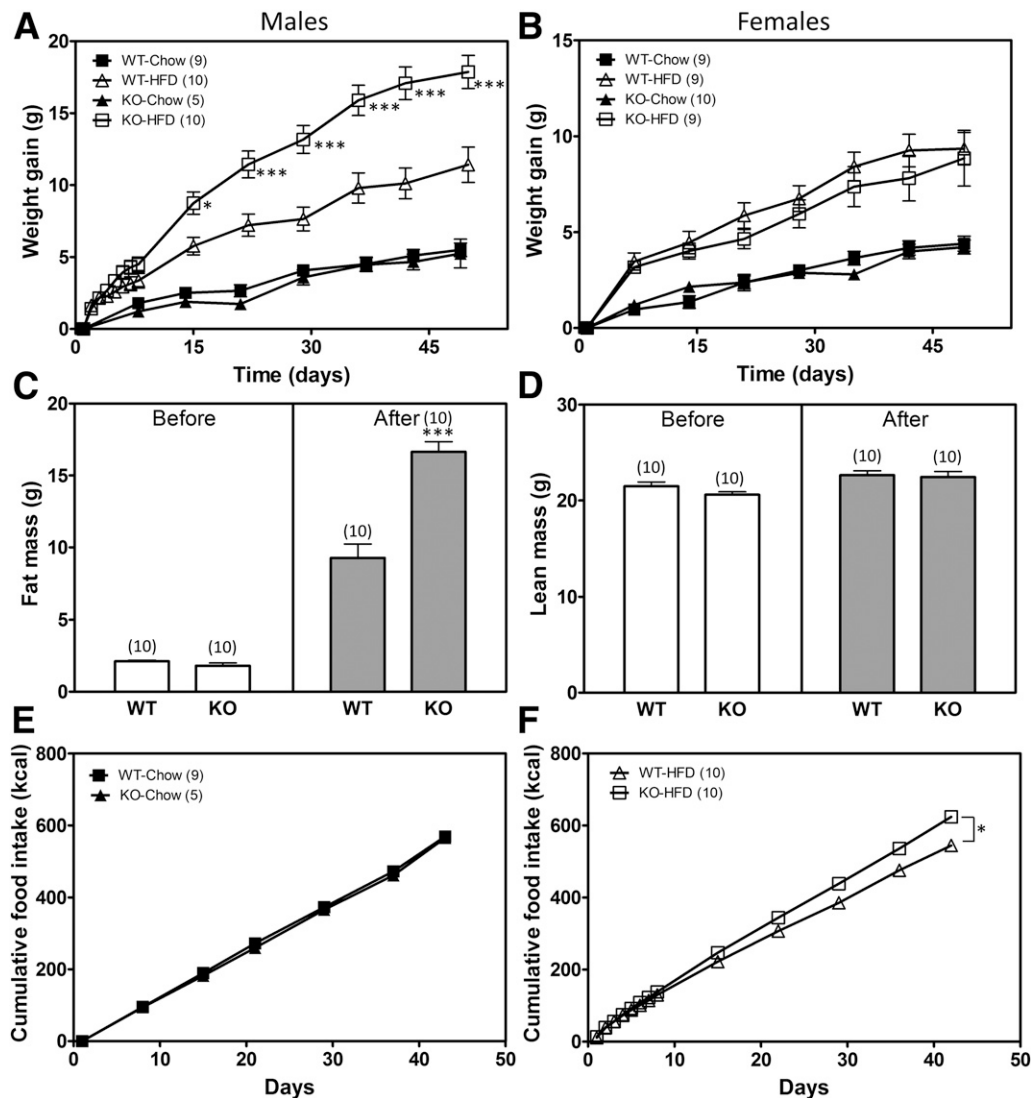 A
Males
Weight gain (g)
20
15
10
5
0
WT-Chow (9)
WT-HFD (10)
KO-Chow (5)
KO-HFD (10)
*
***
***
***
***
***
0
15
30
45
Time (days)
B
Females
Weight gain (g)
15
10
5
0
WT-Chow (9)
WT-HFD (9)
KO-Chow (10)
KO-HFD (9)
0
15
30
45
Time (days)
C
Fat mass (g)
20
15
10
5
0
Before
After
(10)
(10)
(10)
(10)
***
WT
KO
WT
KO
D
Lean mass (g)
30
20
10
0
Before
After
(10)
(10)
(10)
(10)
WT
KO
WT
KO
E
Cumulative food intake (kcal)
800
600
400
200
0
WT-Chow (9)
KO-Chow (5)
0
10
20
30
40
50
Days
F
Cumulative food intake (kcal)
800
600
400
200
0
WT-HFD (10)
KO-HFD (10)
*
0
10
20
30
40
50
Days